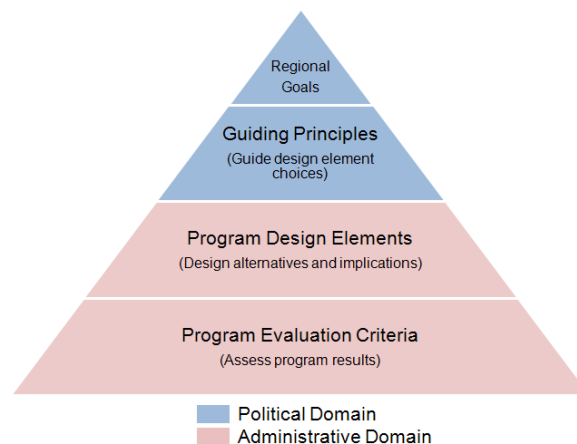 Regional
Goals
Guiding Principles
(Guide design element
choices)
Program Design Elements
(Design alternatives and implications)
Program Evaluation Criteria
(Assess program results)
Political Domain
Administrative Domain